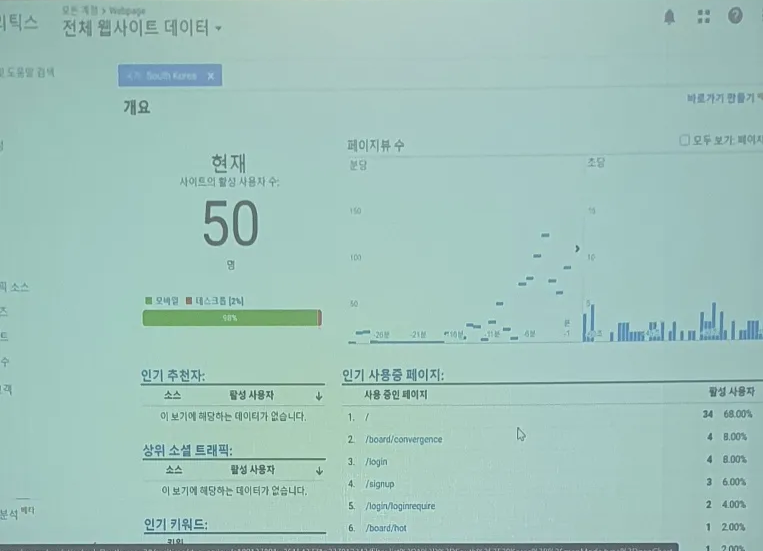 모든 계정 > Webpage
리틱스
전체 웹사이트 데이터
및 도움말 검색
South Korea X
개요
바로가기 만들기
현재
사이트의 활성 사용자 수:
50
명
모바일 데스크톱 [2%]
98%
페이지뷰 수
모두 보기: 페이지
분당
초당
150
100
50
15
10
5
-26분
-21분
-16분
-11분
-6분
분
-1
픽 소스
인기 추천자:
소스
활성 사용자
이 보기에 해당하는 데이터가 없습니다.
상위 소셜 트래픽:
소스
활성 사용자
이 보기에 해당하는 데이터가 없습니다.
인기 키워드:
키워드
분석 베타
인기 사용중 페이지:
사용 중인 페이지
활성 사용자
1. /
34 68.00%
2. /board/convergence
4 8.00%
3. /login
4 8.00%
4. /signup
3 6.00%
5. /login/loginrequire
2 4.00%
6. /board/hot
1 2.00%
1 2.00%